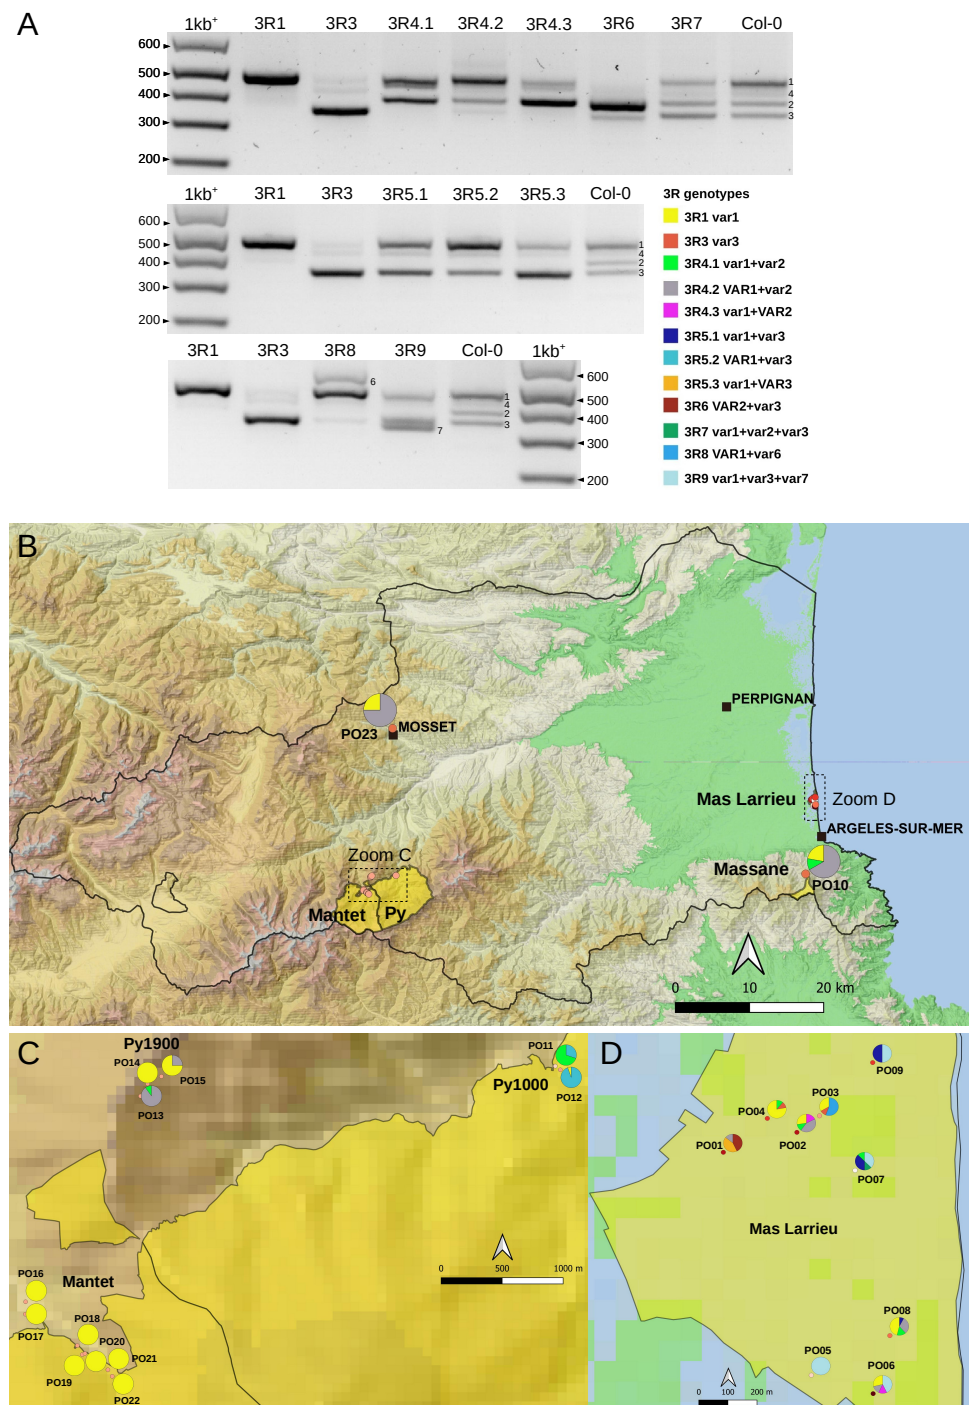 A
1kb+ 3R1 3R3 3R4.1 3R4.2 3R4.3 3R6 3R7 Col-0
600
500
400
300
200
1
4
2
3
1kb+ 3R1 3R3 3R5.1 3R5.2 3R5.3 Col-0
600
500
400
300
200
1
4
2
3
3R1 3R3 3R8 3R9 Col-0 1kb+
6
7
1
4
2
3
600
500
400
300
200
3R genotypes
3R1 var1
3R3 var3
3R4.1 var1+var2
3R4.2 VAR1+var2
3R4.3 var1+VAR2
3R5.1 var1+var3
3R5.2 VAR1+var3
3R5.3 var1+VAR3
3R6 VAR2+var3
3R7 var1+var2+var3
3R8 VAR1+var6
3R9 var1+var3+var7
B
PERPIGNAN
PO23
MOSSET
Mas Larrieu
Zoom D
ARGELES-SUR-MER
Zoom C
Massane
PO10
Mantet
Py
0 10 20 km
C
Py1900
PO14
PO15
PO13
PO11
Py1000
PO12
0 500 1000 m
PO16
Mantet
PO17
PO18
PO20
PO21
PO19
PO22
D
PO09
PO03
PO04
PO02
PO01
PO07
Mas Larrieu
PO08
PO05
PO06
0 100 200 m